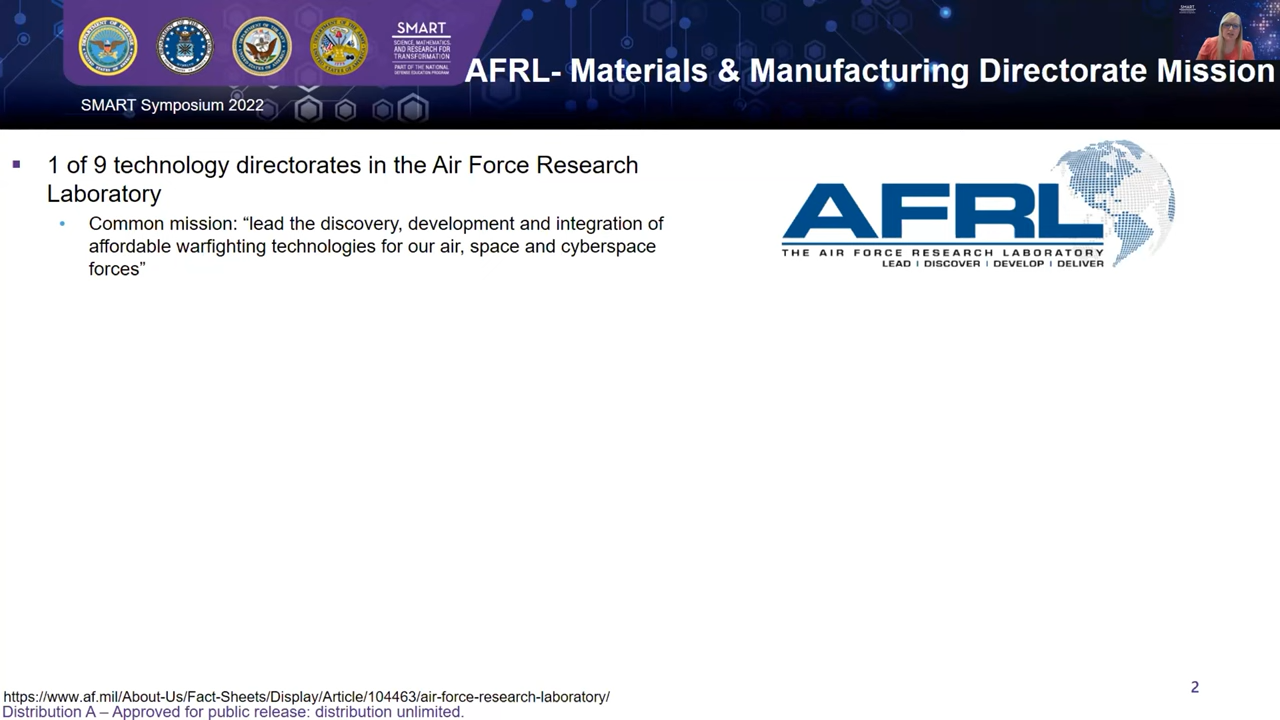 SMART
SCIENCE, MATHEMATICS,
AND RESEARCH FOR
TRANSFORMATION
PART OF THE NATIONAL
DEFENSE EDUCATION PROGRAM
AFRL- Materials & Manufacturing Directorate Mission
SMART Symposium 2022
1 of 9 technology directorates in the Air Force Research
Laboratory
Common mission: “lead the discovery, development and integration of
affordable warfighting technologies for our air, space and cyberspace
forces”
AFRL
THE AIR FORCE RESEARCH LABORATORY
LEAD | DISCOVER | DEVELOP | DELIVER
https://www.af.mil/About-Us/Fact-Sheets/Display/Article/104463/air-force-research-laboratory/
Distribution A – Approved for public release: distribution unlimited.
2